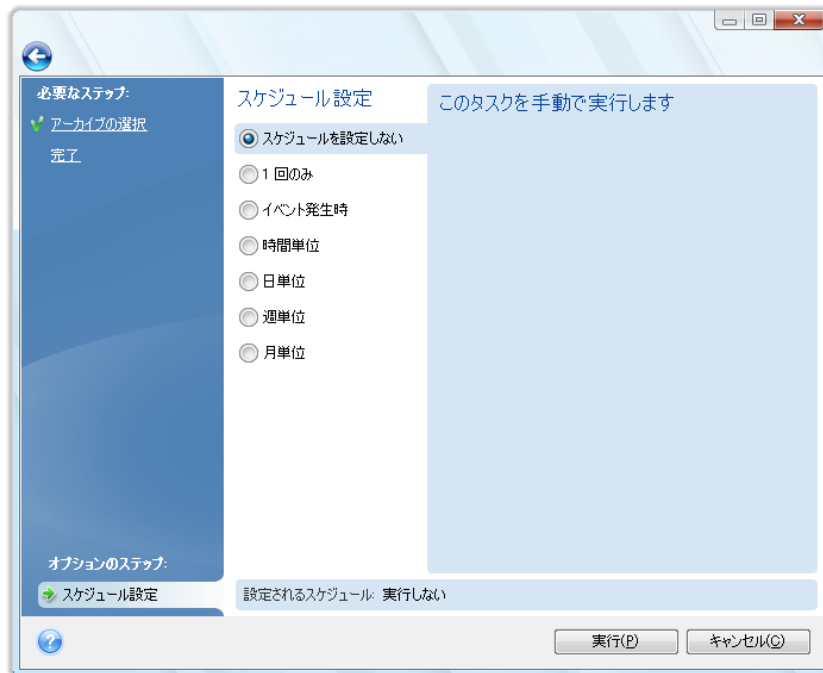 必要なステップ:
アーカイブの選択
完了
スケジュール設定
スケジュールを設定しない
1 回のみ
イベント発生時
時間単位
日単位
週単位
月単位
このタスクを手動で実行します
オプションのステップ:
スケジュール設定
設定されるスケジュール: 実行しない
実行(P)
キャンセル(C)